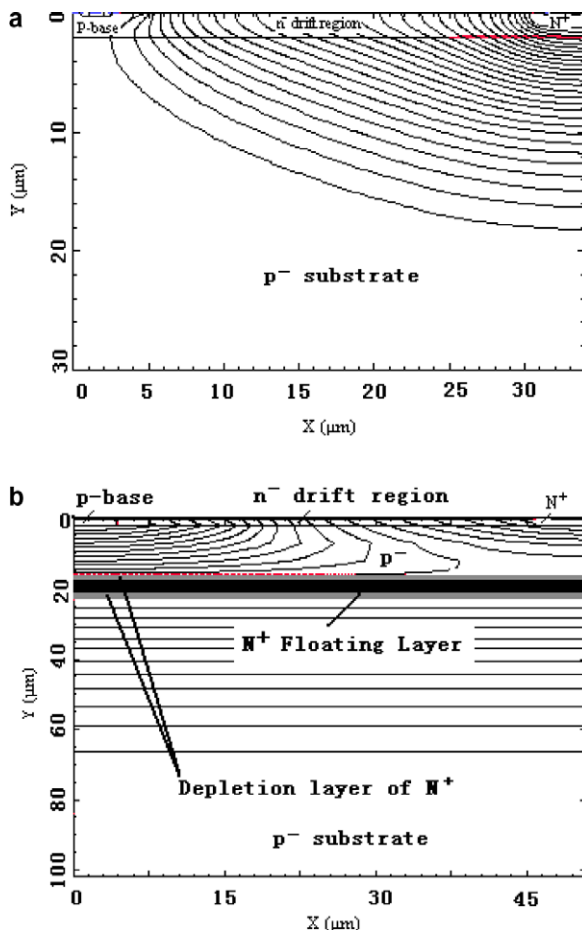 a
0
P-base
n⁻ drift region
N⁺
10
20
30
Y (μm)
p⁻ substrate
0 5 10 15 20 25 30
X (μm)
b
p-base
n⁻ drift region
N⁺
0
p⁻
20
N⁺ Floating Layer
40
Y (μm)
60
Depletion layer of N⁺
80
p⁻ substrate
100
0 15 30 45
X (μm)